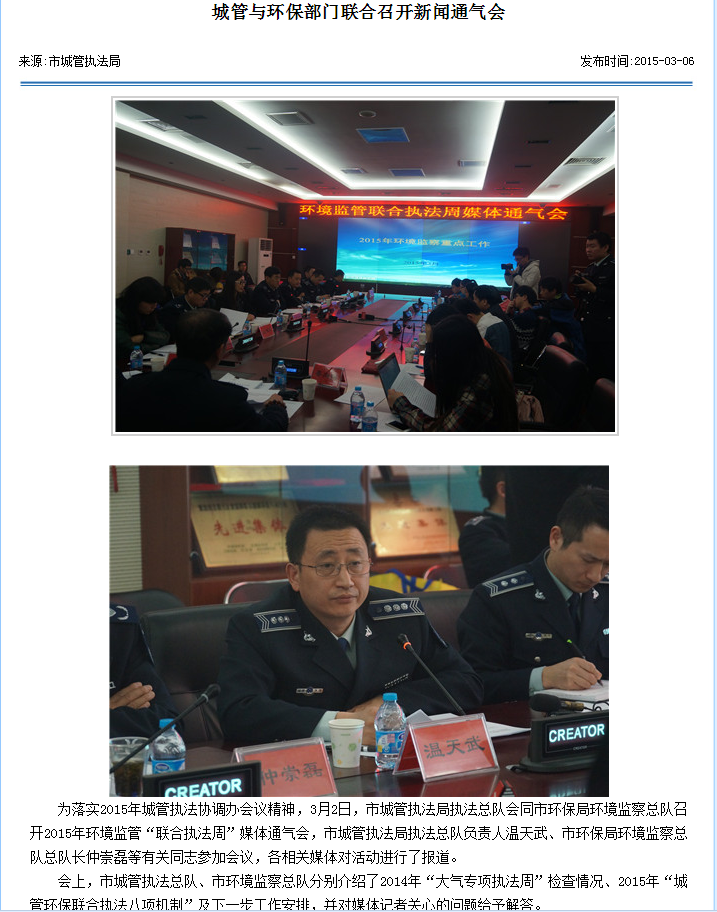 城管与环保部门联合召开新闻通气会
来源:市城管执法局
发布时间:2015-03-06
环境监管联合执法周媒体通气会
2015年环境监察重点工作
先进集体
温天武
仲崇磊
CREATOR
CREATOR
为落实2015年城管执法协调办会议精神，3月2日，市城管执法局执法总队会同市环保局环境监察总队召
开2015年环境监管“联合执法周”媒体通气会，市城管执法局执法总队负责人温天武、市环保局环境监察总
队总队长仲崇磊等有关同志参加会议，各相关媒体对活动进行了报道。
会上，市城管执法总队、市环境监察总队分别介绍了2014年“大气专项执法周”检查情况、2015年“城
管环保联合执法八项机制”及下一步工作安排，并对媒体记者关心的问题给予解答。